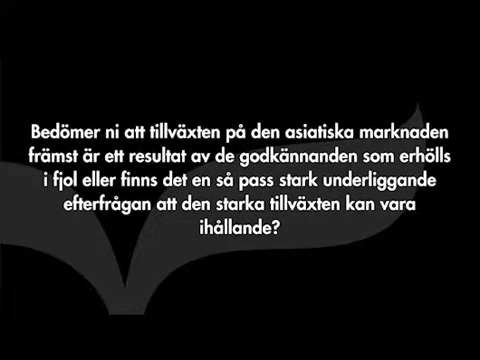 Bedömer ni att tillväxten på den asiatiska marknaden
främst är ett resultat av de godkännanden som erhölls
i fjol eller finns det en så pass stark underliggande
efterfrågan att den starka tillväxten kan vara
ihållande?